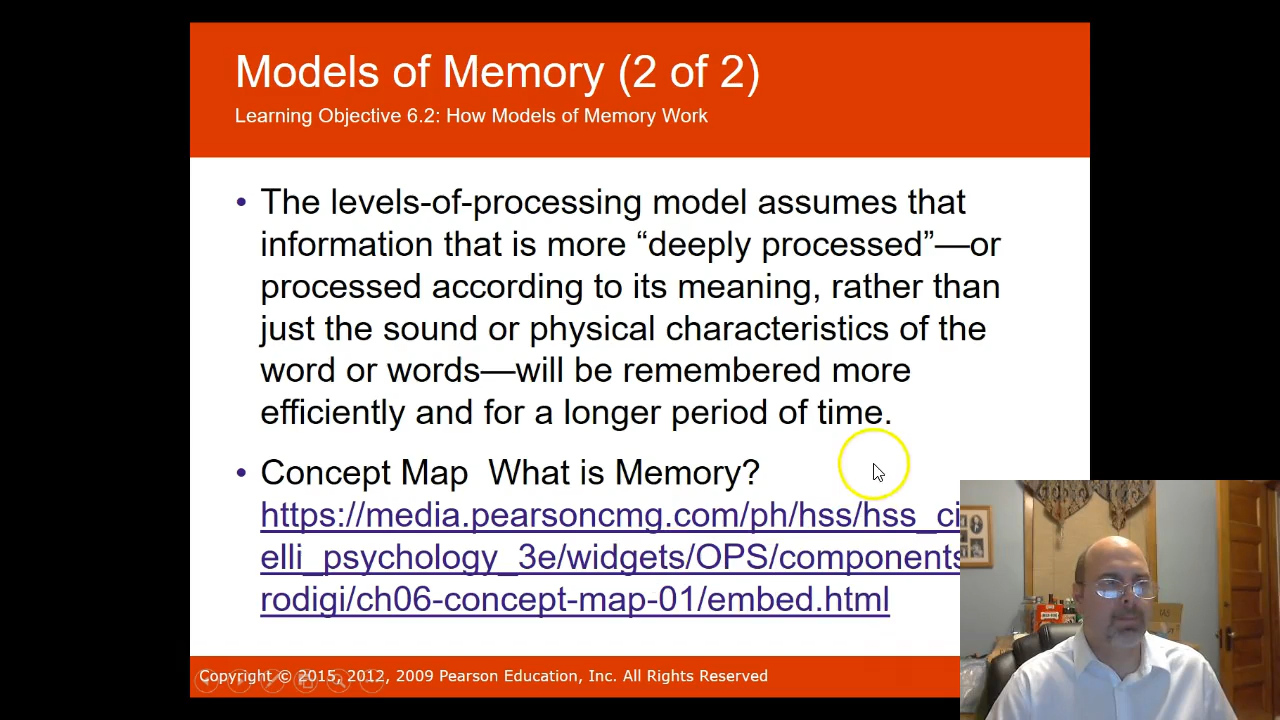 Models of Memory (2 of 2)
Learning Objective 6.2: How Models of Memory Work
• The levels-of-processing model assumes that
information that is more “deeply processed”—or
processed according to its meaning, rather than
just the sound or physical characteristics of the
word or words—will be remembered more
efficiently and for a longer period of time.
• Concept Map What is Memory?
https://media.pearsoncmg.com/ph/hss/hss_ci
elli_psychology_3e/widgets/OPS/components
rodigi/ch06-concept-map-01/embed.html
Copyright © 2015, 2012, 2009 Pearson Education, Inc. All Rights Reserved